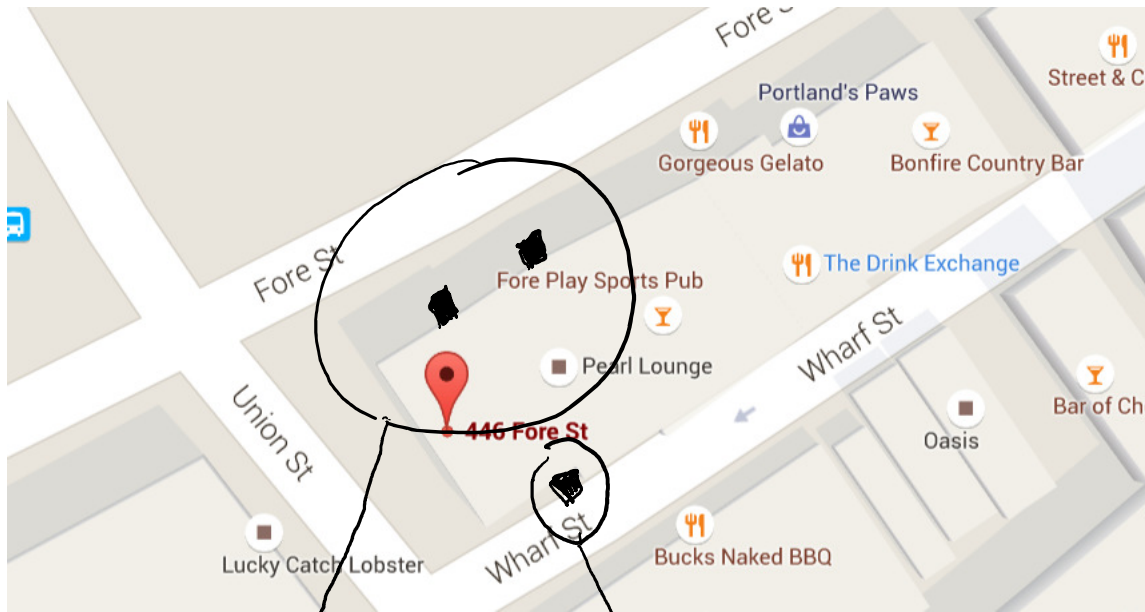 Fore S
Street & C
Portland's Paws
Gorgeous Gelato
Bonfire Country Bar
Fore St
Fore Play Sports Pub
The Drink Exchange
Wharf St
Pearl Lounge
446 Fore St
Union St
Bar of Ch
Oasis
Wharf St
Lucky Catch Lobster
Bucks Naked BBQ